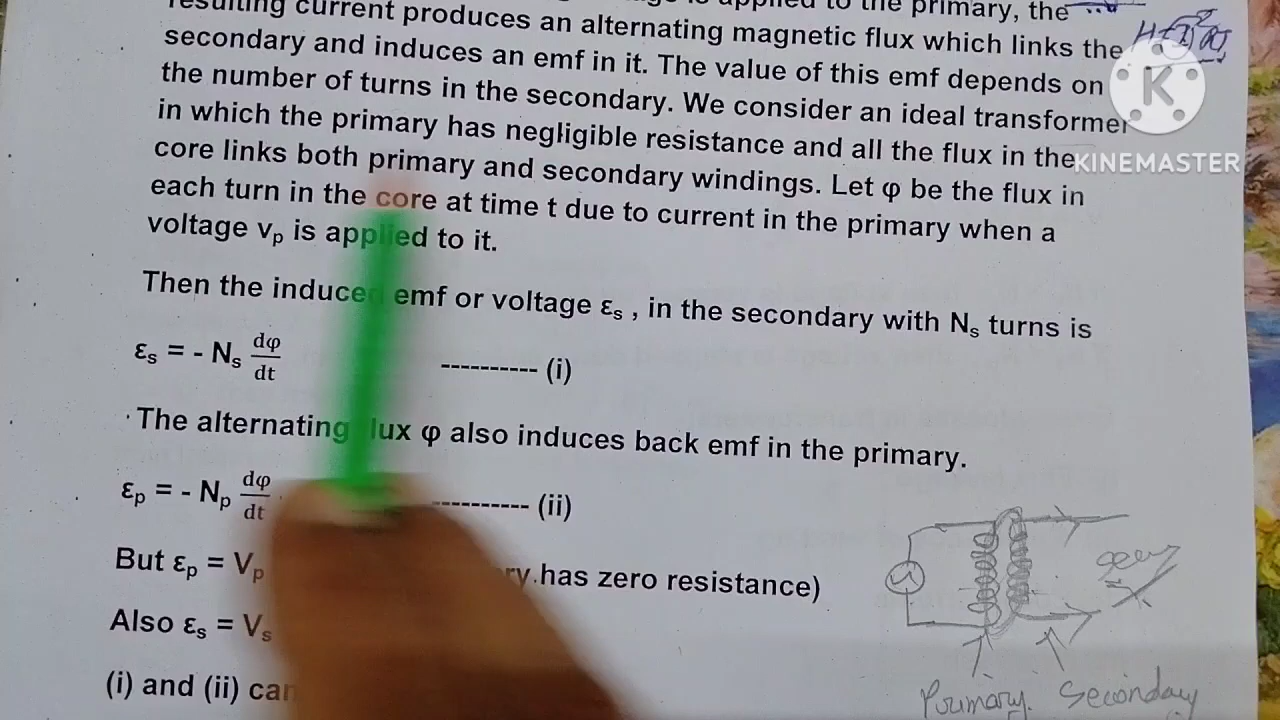 resulting current produces an alternating magnetic flux which links the
secondary and induces an emf in it. The value of this emf depends on
the number of turns in the secondary. We consider an ideal transformer
in which the primary has negligible resistance and all the flux in the
core links both primary and secondary windings. Let φ be the flux in
each turn in the core at time t due to current in the primary when a
voltage vp is applied to it.
Then the induced emf or voltage εs , in the secondary with Ns turns is
εs = - Ns dφ/dt ---------- (i)
The alternating flux φ also induces back emf in the primary.
εp = - Np dφ/dt ---------- (ii)
But εp = Vp has zero resistance)
Also εs = Vs
(i) and (ii) can
Primary Secondary
K
KINEMASTER